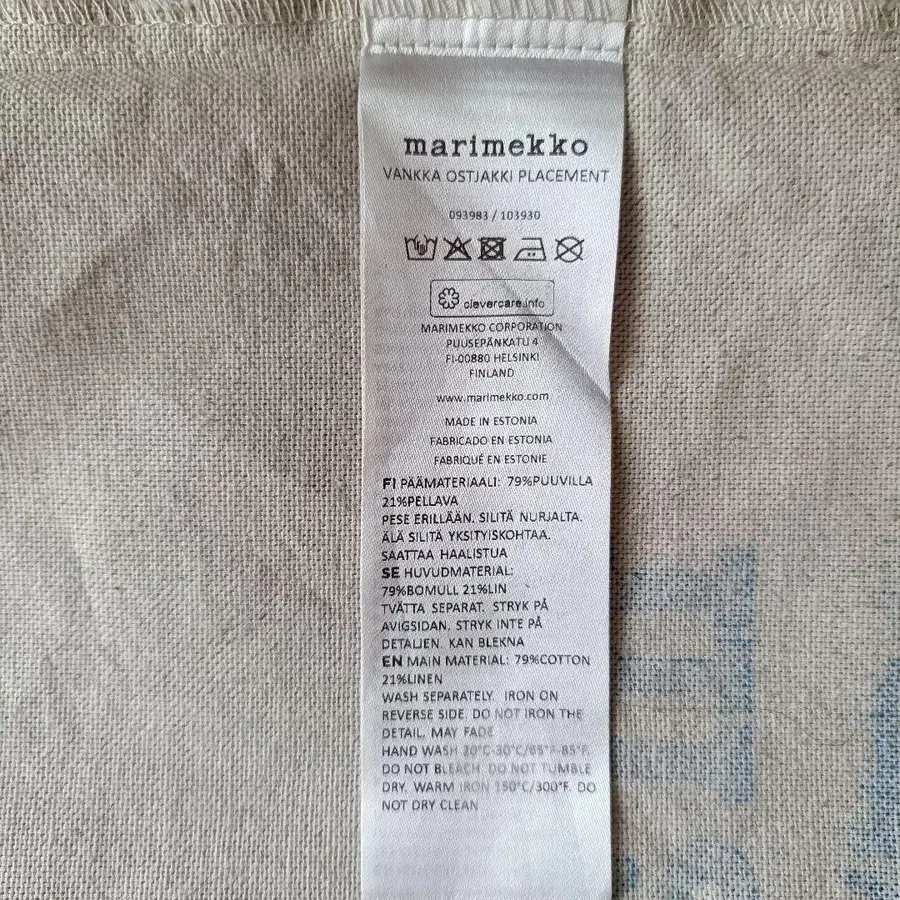 marimekko
VANKKA OSTJAKKI PLACEMENT
093983 / 103930
clevercare.info
MARIMEKKO CORPORATION
PUUSEPÄNKATU 4
FI-00880 HELSINKI
FINLAND
www.marimekko.com
MADE IN ESTONIA
FABRICADO EN ESTONIA
FABRIQUÉ EN ESTONIE
FI PÄÄMATERIAALI: 79%PUUVILLA
21%PELLAVA
PESE ERILLÄÄN. SILITÄ NURJALTA.
ÄLÄ SILITÄ YKSITYISKOHTAA.
SAATTAA HAALISTUA
SE HUVUDMATERIAL:
79%BOMULL 21%LIN
TVÄTTA SEPARAT. STRYK PÅ
AVIGSIDAN. STRYK INTE PÅ
DETALJEN. KAN BLEKNA
EN MAIN MATERIAL: 79%COTTON
21%LINEN
WASH SEPARATELY. IRON ON
REVERSE SIDE. DO NOT IRON THE
DETAIL. MAY FADE
HAND WASH 20°C-30°C/65°F-85°F.
DO NOT BLEACH. DO NOT TUMBLE
DRY. WARM IRON 150°C/300°F. DO
NOT DRY CLEAN